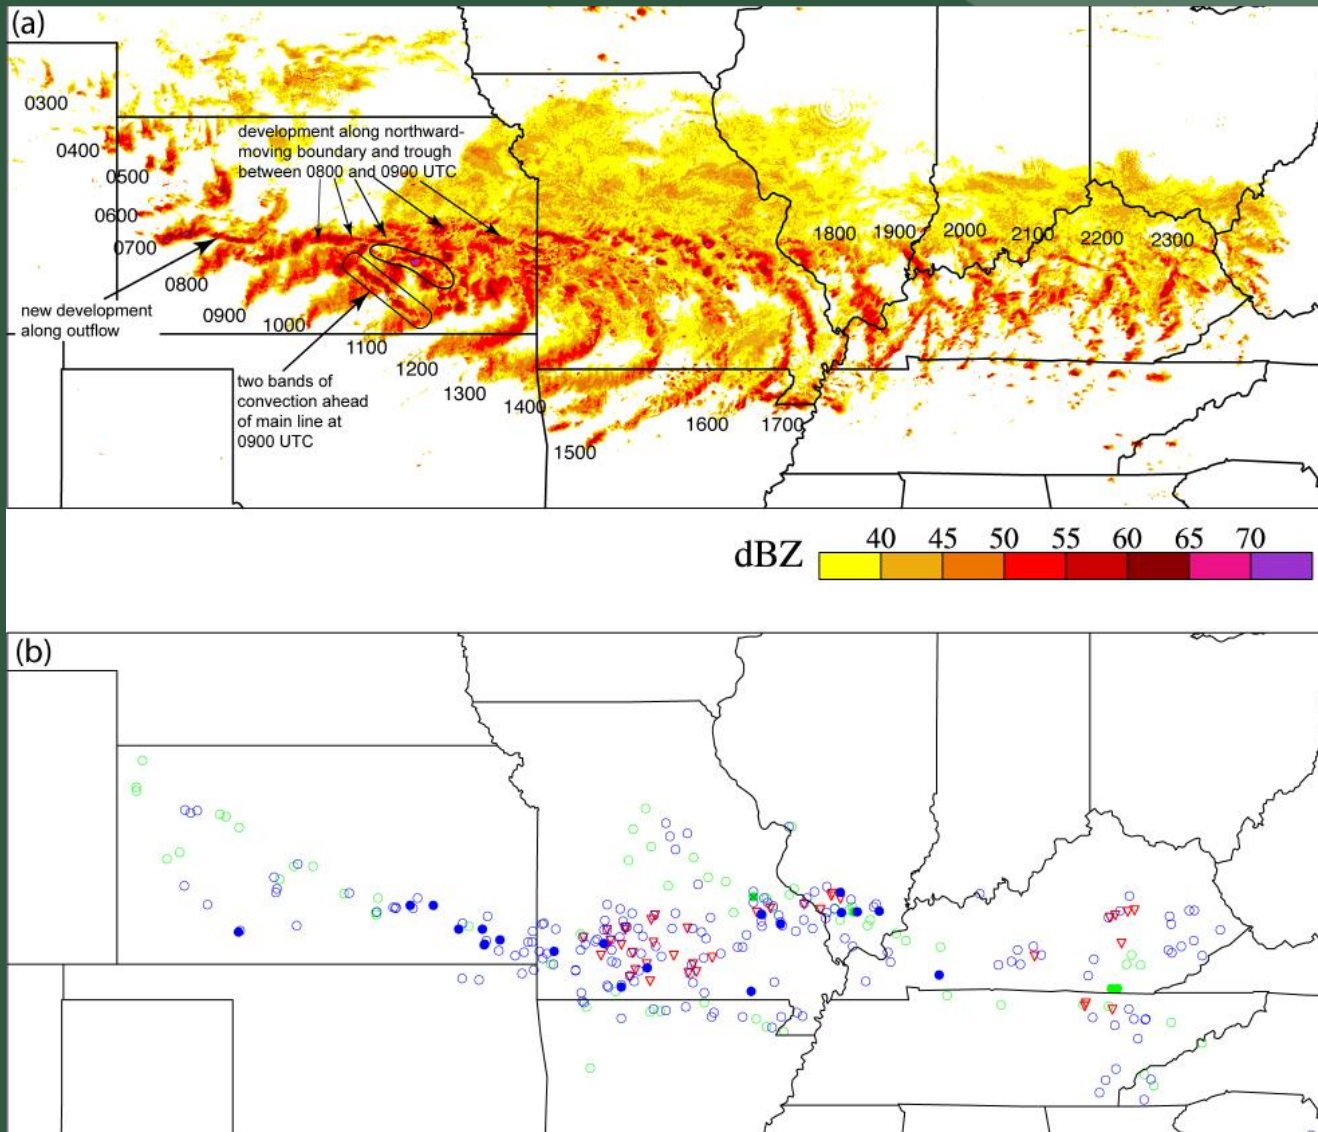 (a)
0300
0400
0500
0600
0700
0800
0900
1000
1100
1200
1300
1400
1500
1600
1700
1800
1900
2000
2100
2200
2300
development along northward-
moving boundary and trough
between 0800 and 0900 UTC
new development
along outflow
two bands of
convection ahead
of main line at
0900 UTC
dBZ
40 45 50 55 60 65 70
(b)